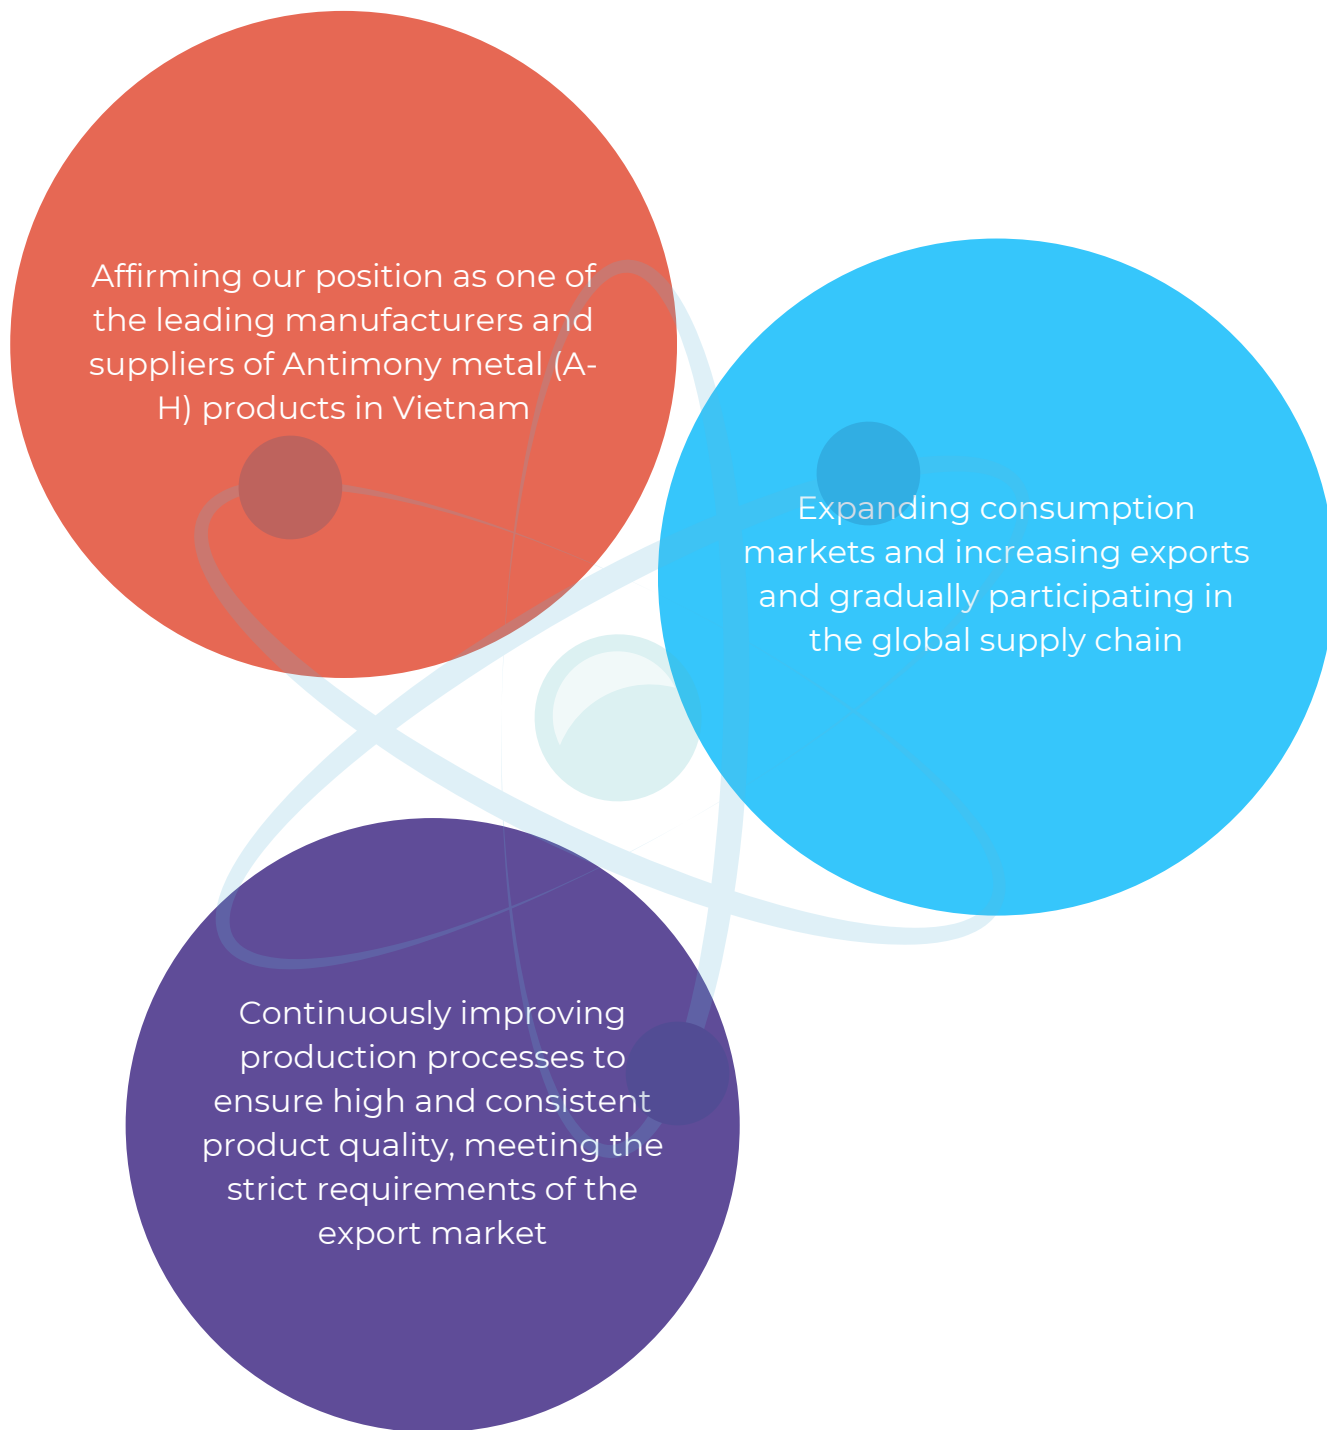 Affirming our position as one of
the leading manufacturers and
suppliers of Antimony metal (A-
H) products in Vietnam
Expanding consumption
markets and increasing exports
and gradually participating in
the global supply chain
Continuously improving
production processes to
ensure high and consistent
product quality, meeting the
strict requirements of the
export market